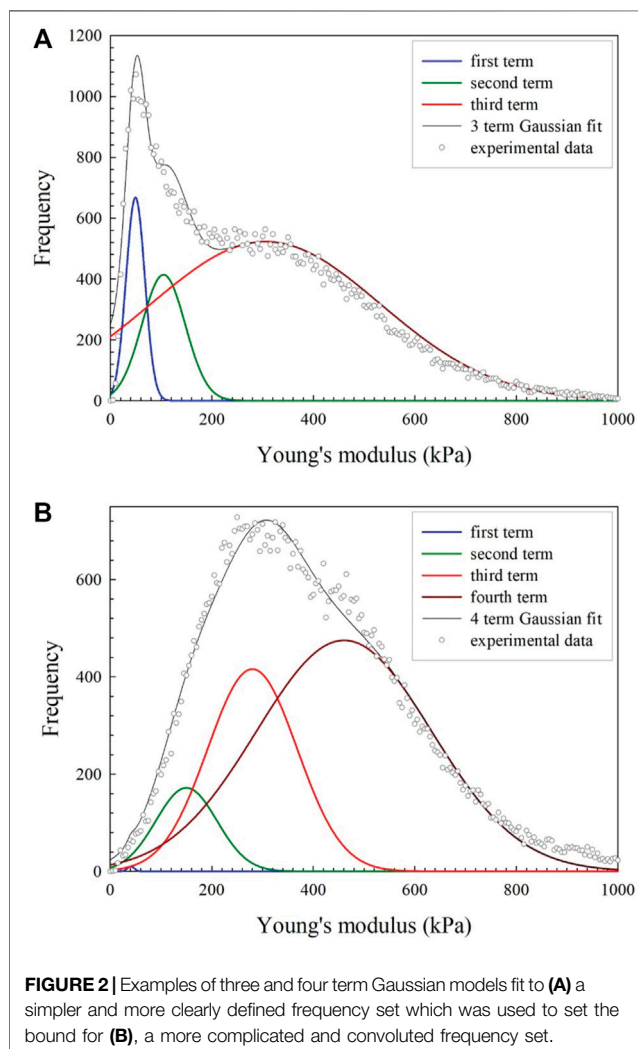 A
1200
1000
800
600
400
200
0
Frequency
first term
second term
third term
3 term Gaussian fit
experimental data
0 200 400 600 800 1000
Young's modulus (kPa)
B
600
400
200
0
Frequency
first term
second term
third term
fourth term
4 term Gaussian fit
experimental data
0 200 400 600 800 1000
Young's modulus (kPa)
FIGURE 2 | Examples of three and four term Gaussian models fit to (A) a
simpler and more clearly defined frequency set which was used to set the
bound for (B), a more complicated and convoluted frequency set.